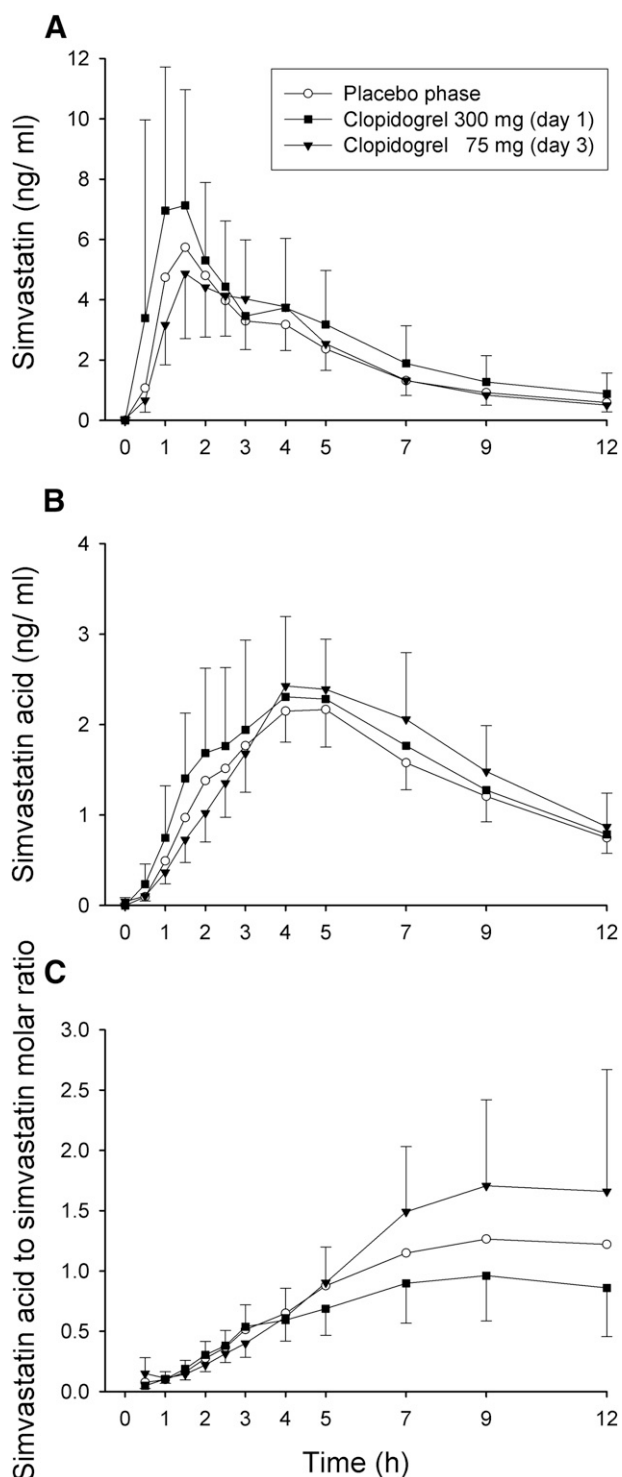 A
Simvastatin (ng/ ml)
12
10
8
6
4
2
0
Placebo phase
Clopidogrel 300 mg (day 1)
Clopidogrel 75 mg (day 3)
0 1 2 3 4 5 7 9 12
B
Simvastatin acid (ng/ ml)
4
3
2
1
0
0 1 2 3 4 5 7 9 12
C
Simvastatin acid to simvastatin molar ratio
3.0
2.5
2.0
1.5
1.0
0.5
0.0
0 1 2 3 4 5 7 9 12
Time (h)